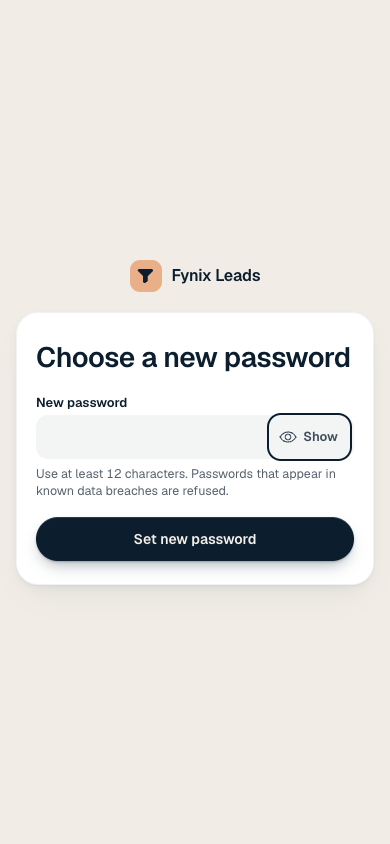 Fynix Leads
Choose a new password
New password
Show
Use at least 12 characters. Passwords that appear in
known data breaches are refused.
Set new password